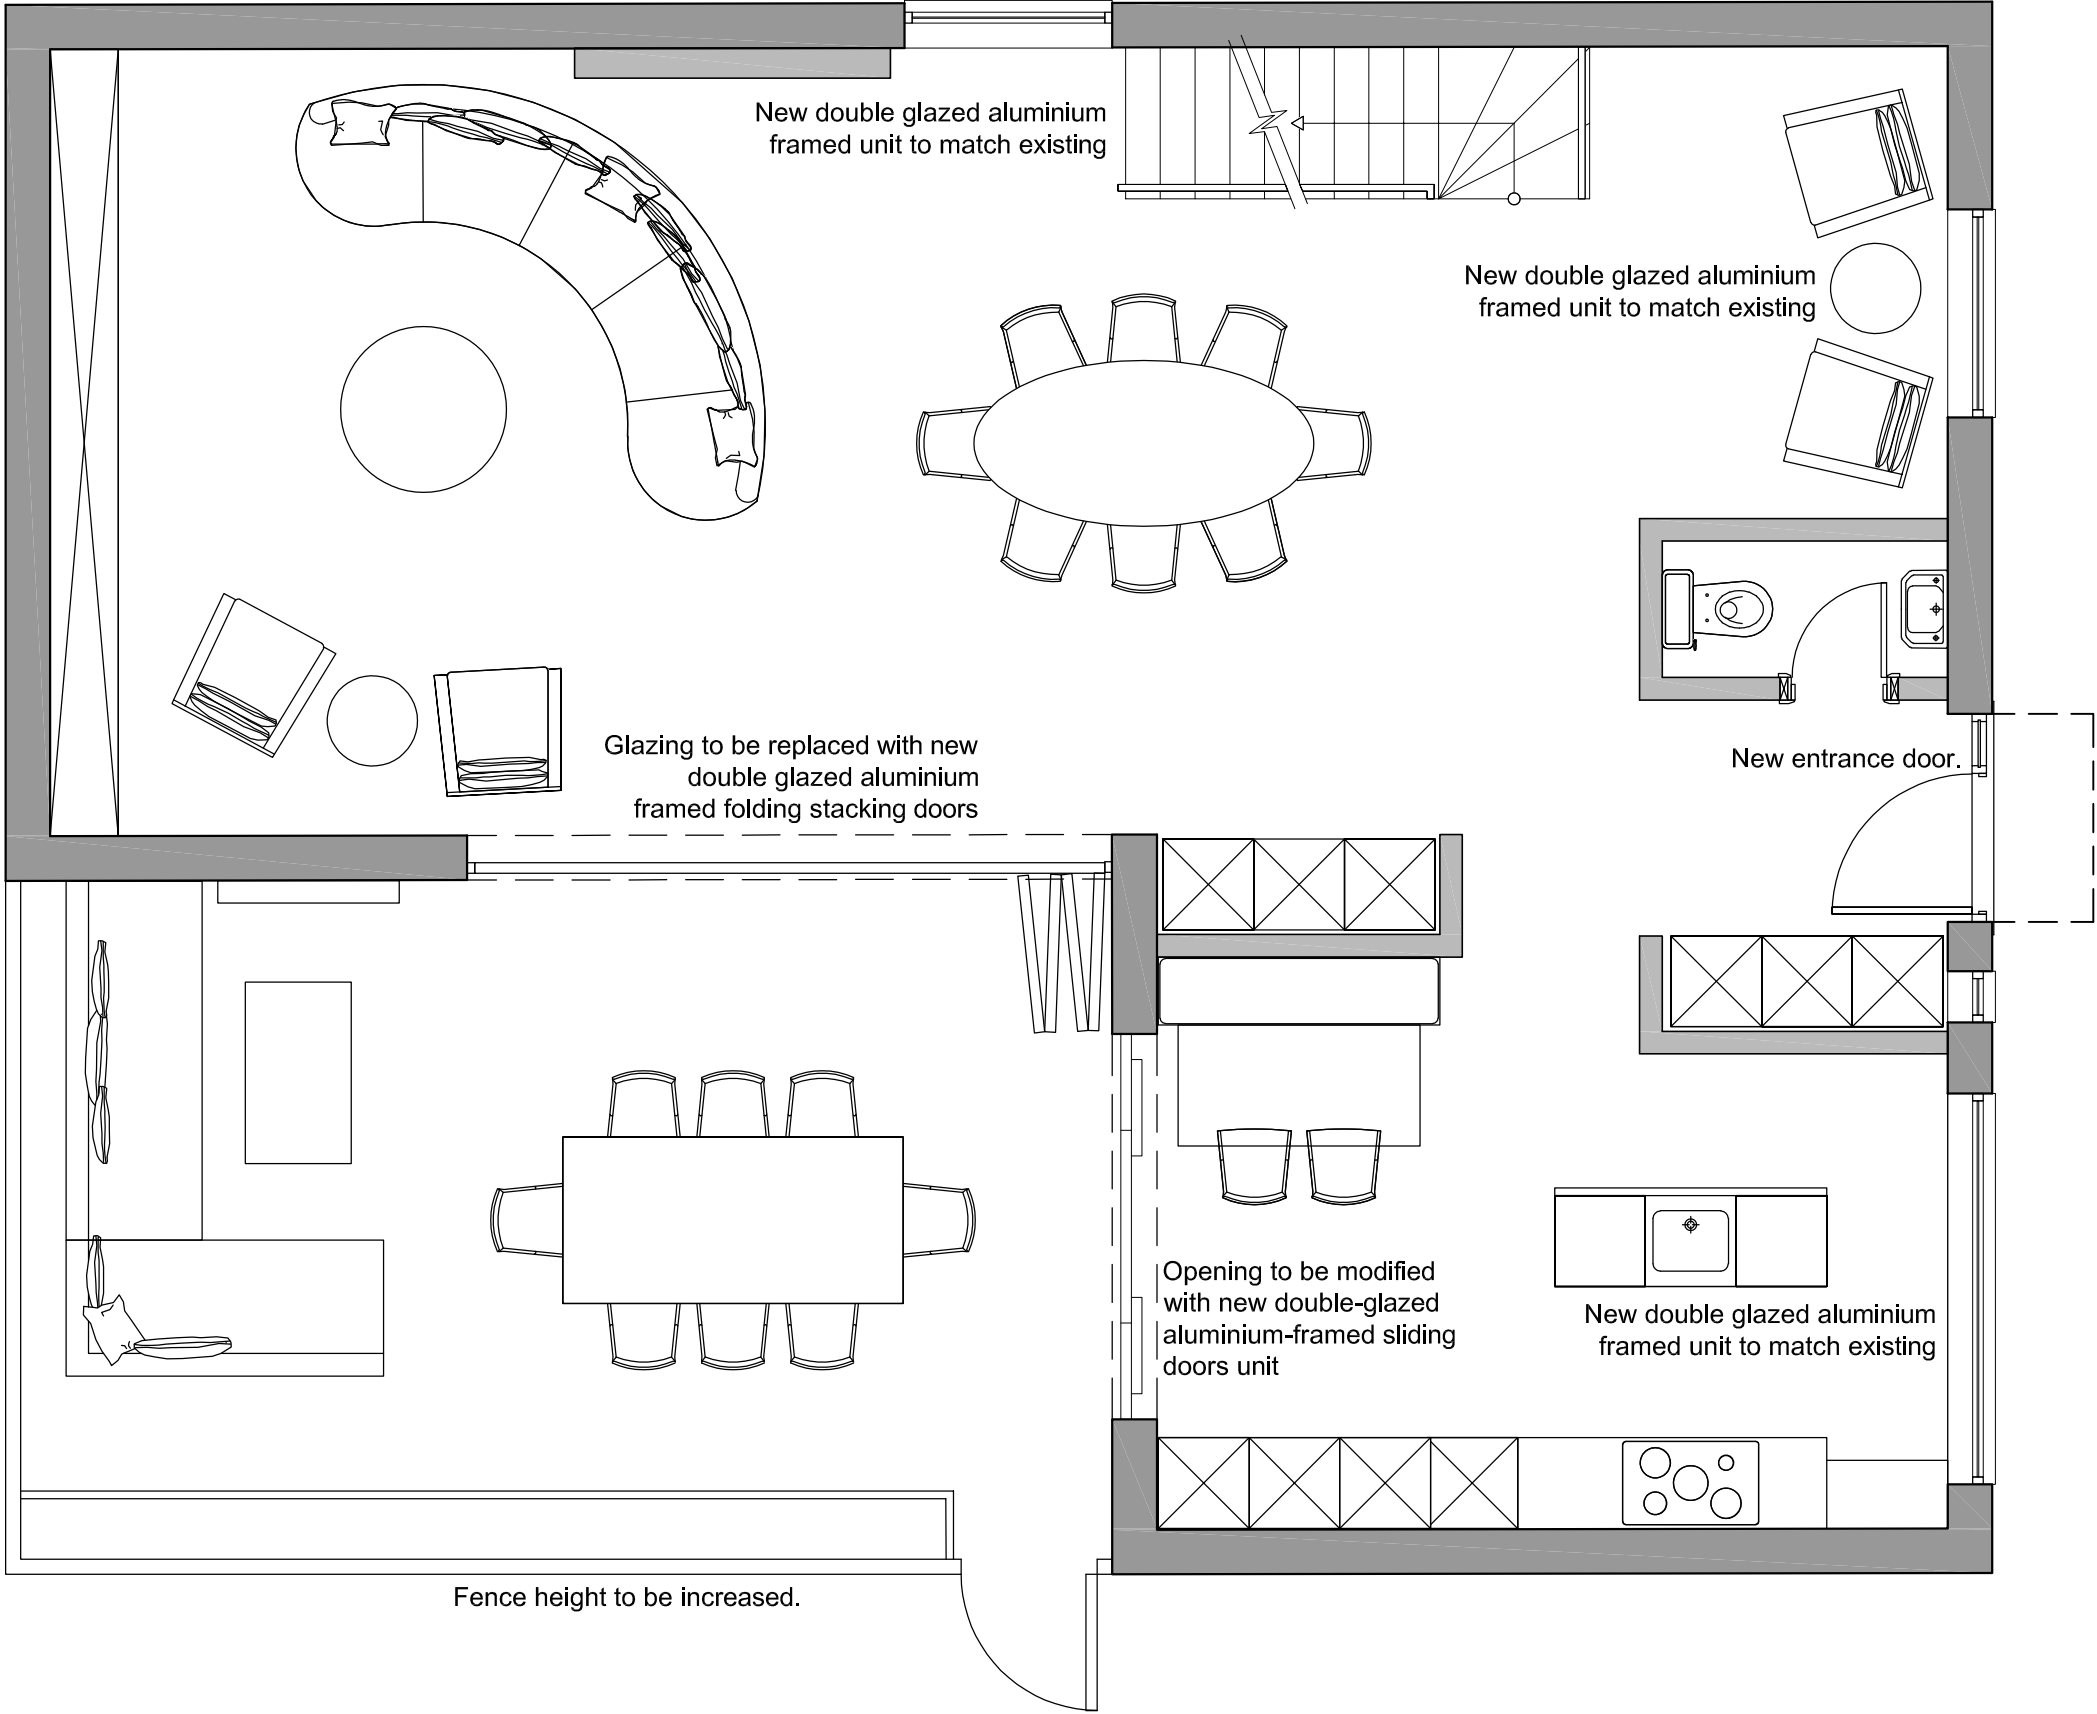 New double glazed aluminium
framed unit to match existing
New double glazed aluminium
framed unit to match existing
Glazing to be replaced with new
double glazed aluminium
framed folding stacking doors
New entrance door.
Opening to be modified
with new double-glazed
aluminium-framed sliding
doors unit
New double glazed aluminium
framed unit to match existing
Fence height to be increased.